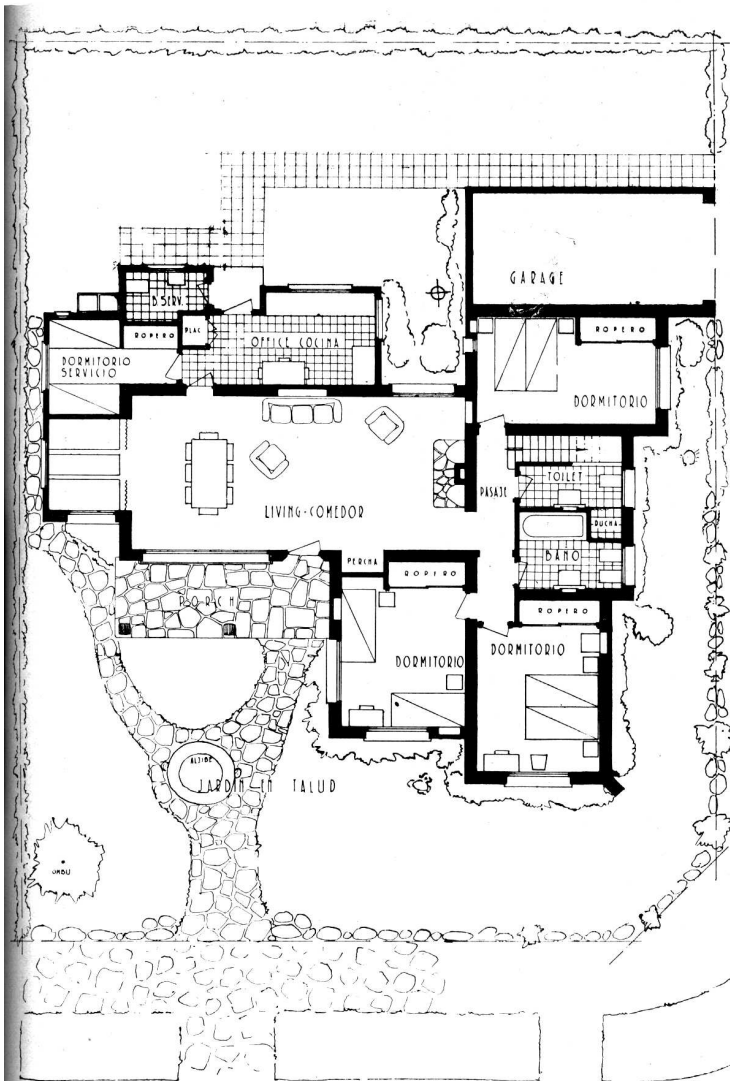 GARAGE
B. SERV.
ROPERO
PLAC
OFFICE COCINA
ROPERO
DORMITORIO
SERVICIO
DORMITORIO
LIVING-COMEDOR
PASAJE
TOILET
DUCHA
BAÑO
PERCHA
ROPERO
PORCH
ROPERO
DORMITORIO
DORMITORIO
ALJIBE
JARDIN EN TALUD
OMBU